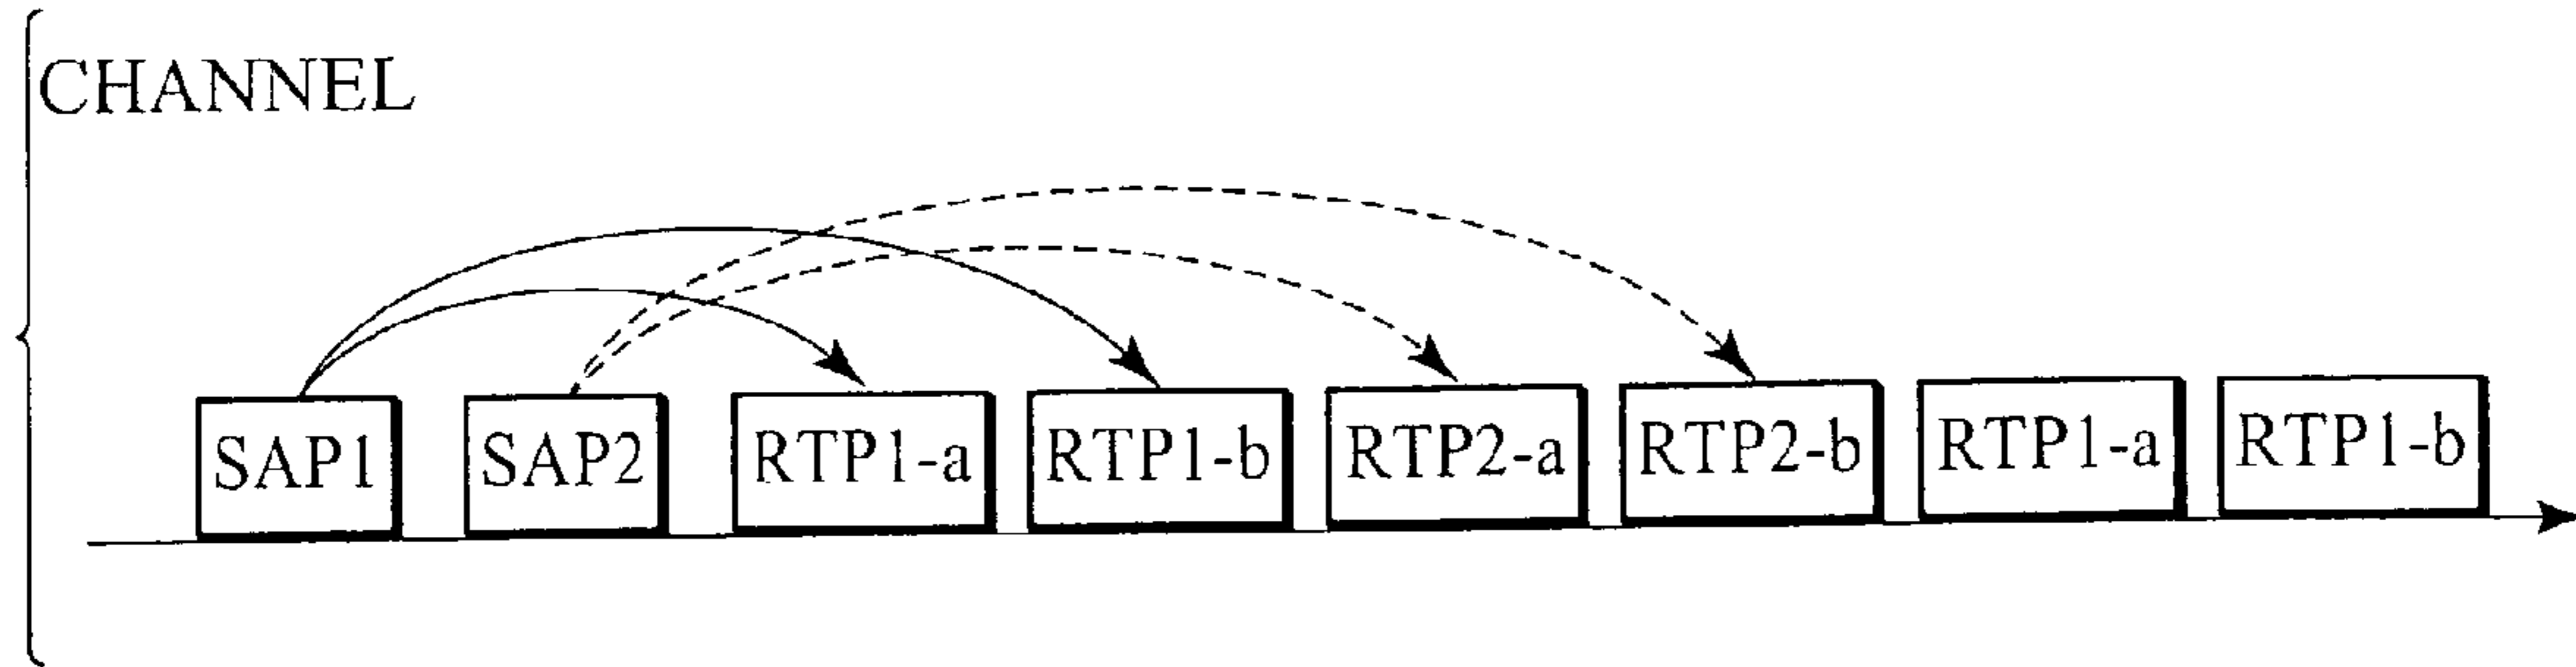 CHANNEL
SAP1 SAP2 RTP1-a RTP1-b RTP2-a RTP2-b RTP1-a RTP1-b